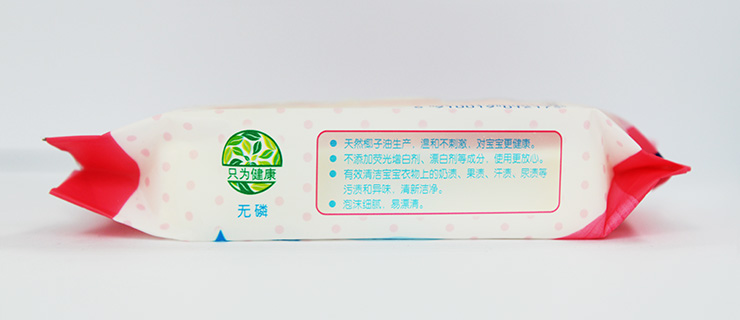 只为健康
无磷
天然椰子油生产，温和不刺激，对宝宝更健康。
不添加荧光增白剂、漂白剂等成分，使用更放心。
有效清洁宝宝衣物上的奶渍、果渍、汗渍、尿渍等
污渍和异味，清新洁净。
泡沫细腻，易漂清。